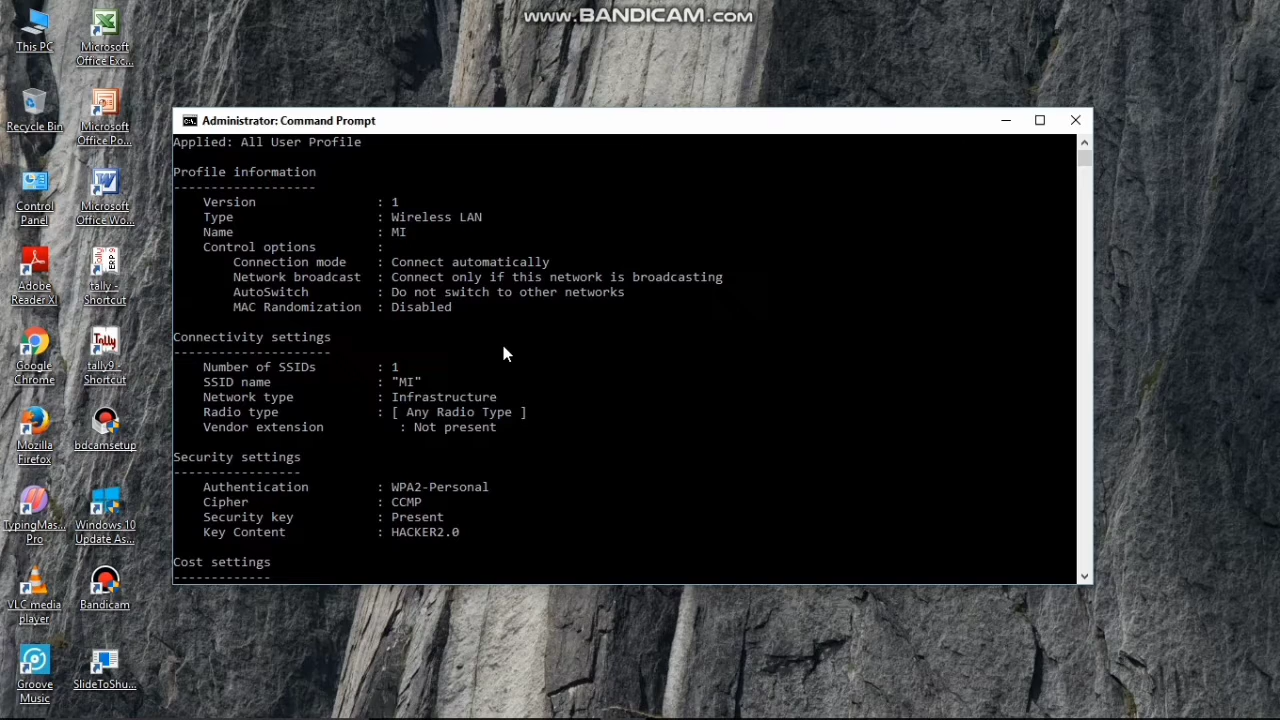 www.BANDICAM.com
This PC
Microsoft
Office Exc...
Recycle Bin
Microsoft
Office Po...
Control
Panel
Microsoft
Office Wo...
Adobe
Reader XI
tally -
Shortcut
Google
Chrome
tally9 -
Shortcut
Mozilla
Firefox
bdcamsetup
TypingMas...
Pro
Windows 10
Update As...
VLC media
player
Bandicam
Groove
Music
SlideToShu...
Administrator: Command Prompt
Applied: All User Profile
Profile information
-------------------
Version : 1
Type : Wireless LAN
Name : MI
Control options :
Connection mode : Connect automatically
Network broadcast : Connect only if this network is broadcasting
AutoSwitch : Do not switch to other networks
MAC Randomization : Disabled
Connectivity settings
---------------------
Number of SSIDs : 1
SSID name : "MI"
Network type : Infrastructure
Radio type : [ Any Radio Type ]
Vendor extension : Not present
Security settings
-----------------
Authentication : WPA2-Personal
Cipher : CCMP
Security key : Present
Key Content : HACKER2.0
Cost settings
-------------